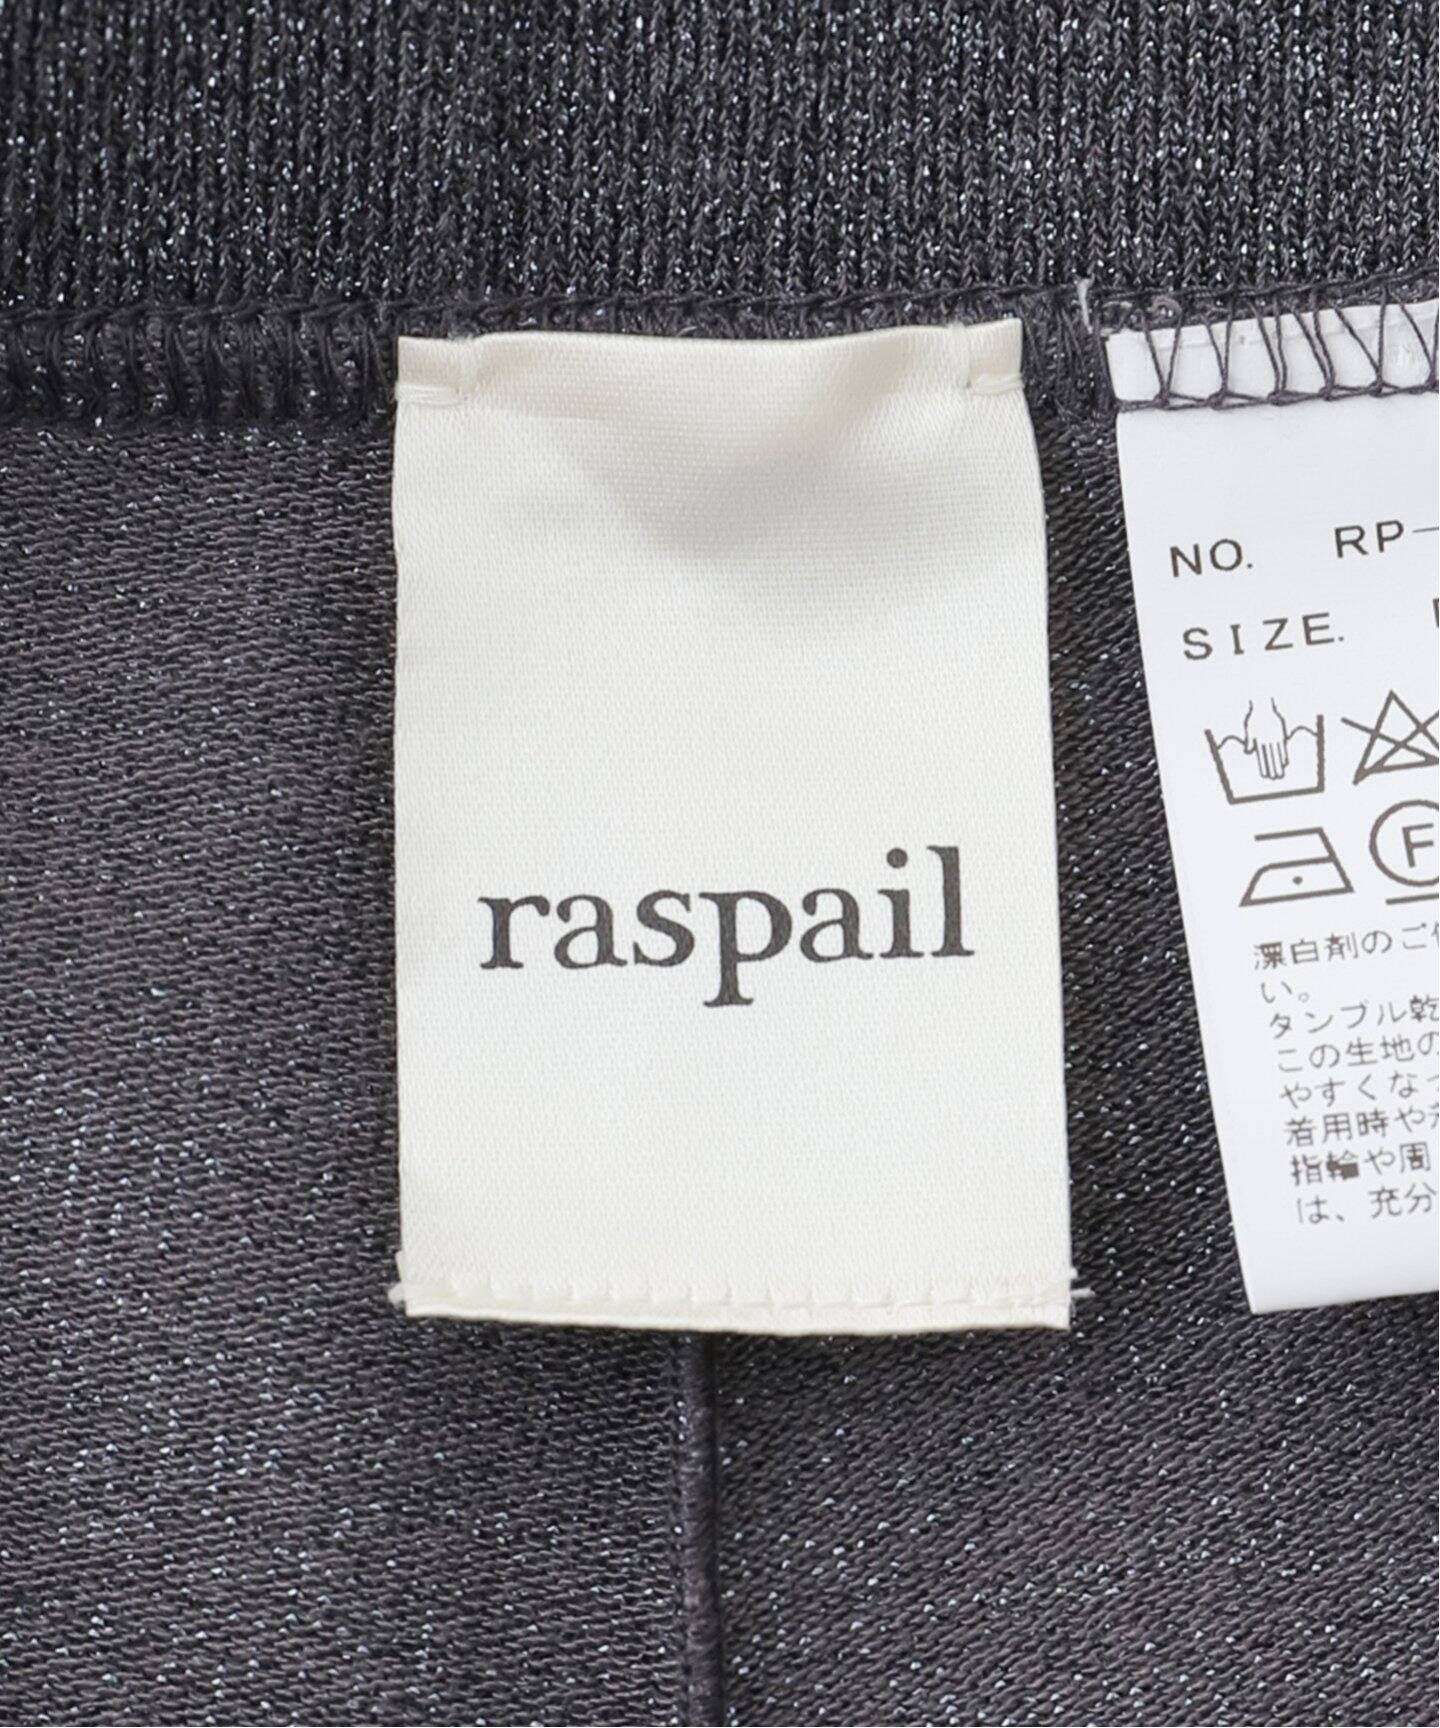 raspail
NO. RP-
SIZE.
F
漂白剤のご
い。
タンブル乾
この生地の
やすくなっ
着用時や
指輪や周
は、充分